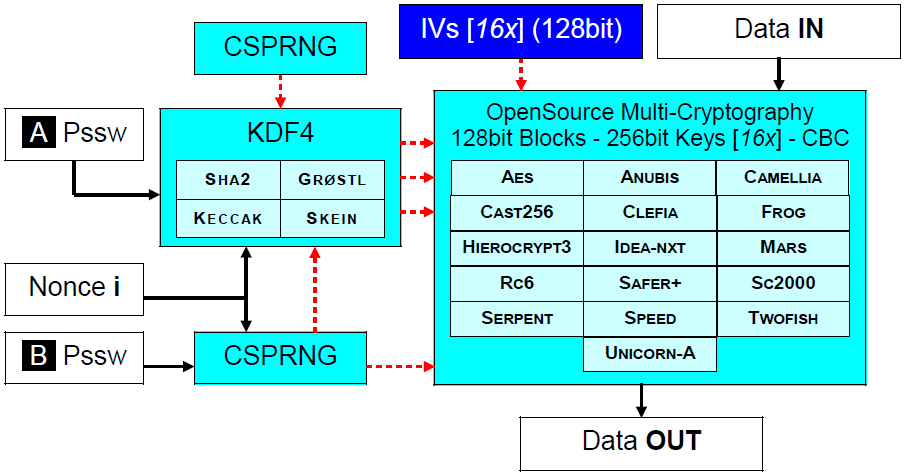 CSPRNG
IVs [16x] (128bit)
Data IN
A Pssw
KDF4
SHA2 GRØSTL
KECCAK SKEIN
OpenSource Multi-Cryptography
128bit Blocks - 256bit Keys [16x] - CBC
AES ANUBIS CAMELLIA
CAST256 CLEFIA FROG
HIEROCRYPT3 IDEA-NXT MARS
RC6 SAFER+ SC2000
SERPENT SPEED TWOFISH
UNICORN-A
Nonce i
B Pssw
CSPRNG
Data OUT